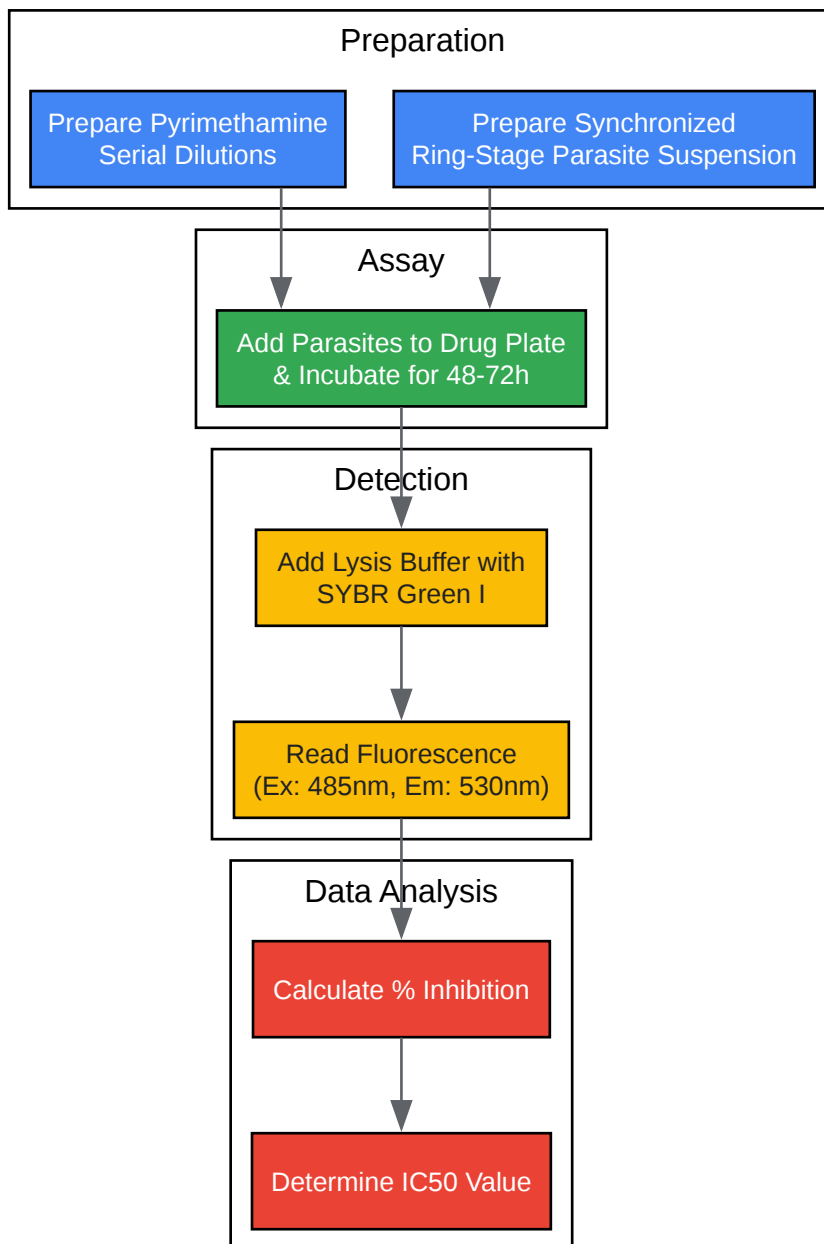 Preparation
Prepare Pyrimethamine
Serial Dilutions
Prepare Synchronized
Ring-Stage Parasite Suspension
Assay
Add Parasites to Drug Plate
& Incubate for 48-72h
Detection
Add Lysis Buffer with
SYBR Green I
Read Fluorescence
(Ex: 485nm, Em: 530nm)
Data Analysis
Calculate % Inhibition
Determine IC50 Value